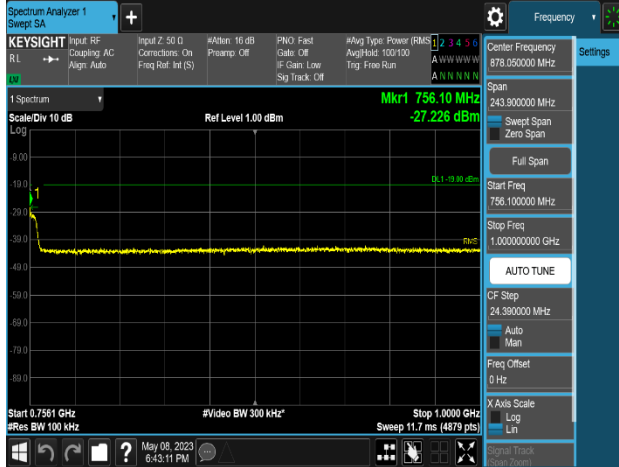 Spectrum Analyzer 1
Swept SA
+
Frequency
KEYSIGHT
Input: RF
Coupling: AC
Align: Auto
Input Z: 50 Ω
Corrections: On
Freq Ref: Int (S)
#Atten: 16 dB
Preamp: Off
PNO: Fast
Gate: Off
IF Gain: Low
Sig Track: Off
#Avg Type: Power (RMS
Avg|Hold: 100/100
Trig: Free Run
1 2 3 4 5 6
A W W W W W
A N N N N N
R L
LXI
1 Spectrum
Scale/Div 10 dB
Log
Ref Level 1.00 dBm
Mkr1 756.10 MHz
-27.226 dBm
-9.00
-19.0
-29.0
-39.0
-49.0
-59.0
-69.0
-79.0
-89.0
DL1 -19.00 dBm
1
RMS
Start 0.7561 GHz
#Res BW 100 kHz
#Video BW 300 kHz*
Stop 1.0000 GHz
Sweep 11.7 ms (4879 pts)
?
May 08, 2023
6:43:11 PM
Settings
Center Frequency
878.050000 MHz
Span
243.900000 MHz
Swept Span
Zero Span
Full Span
Start Freq
756.100000 MHz
Stop Freq
1.000000000 GHz
AUTO TUNE
CF Step
24.390000 MHz
Auto
Man
Freq Offset
0 Hz
X Axis Scale
Log
Lin
Signal Track
(Span Zoom)